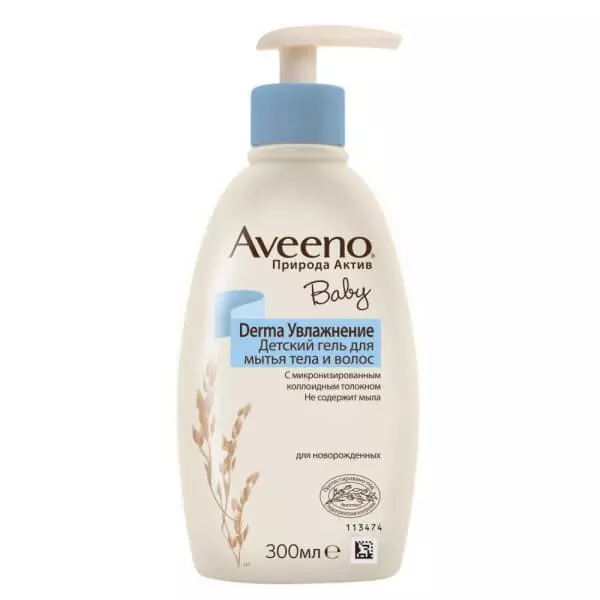 Aveeno®
Природа Актив
Baby
Derma Увлажнение
Детский гель для
мытья тела и волос
С микронизированным
коллоидным толокном
Не содержит мыла
для новорожденных
113474
300мл ℮